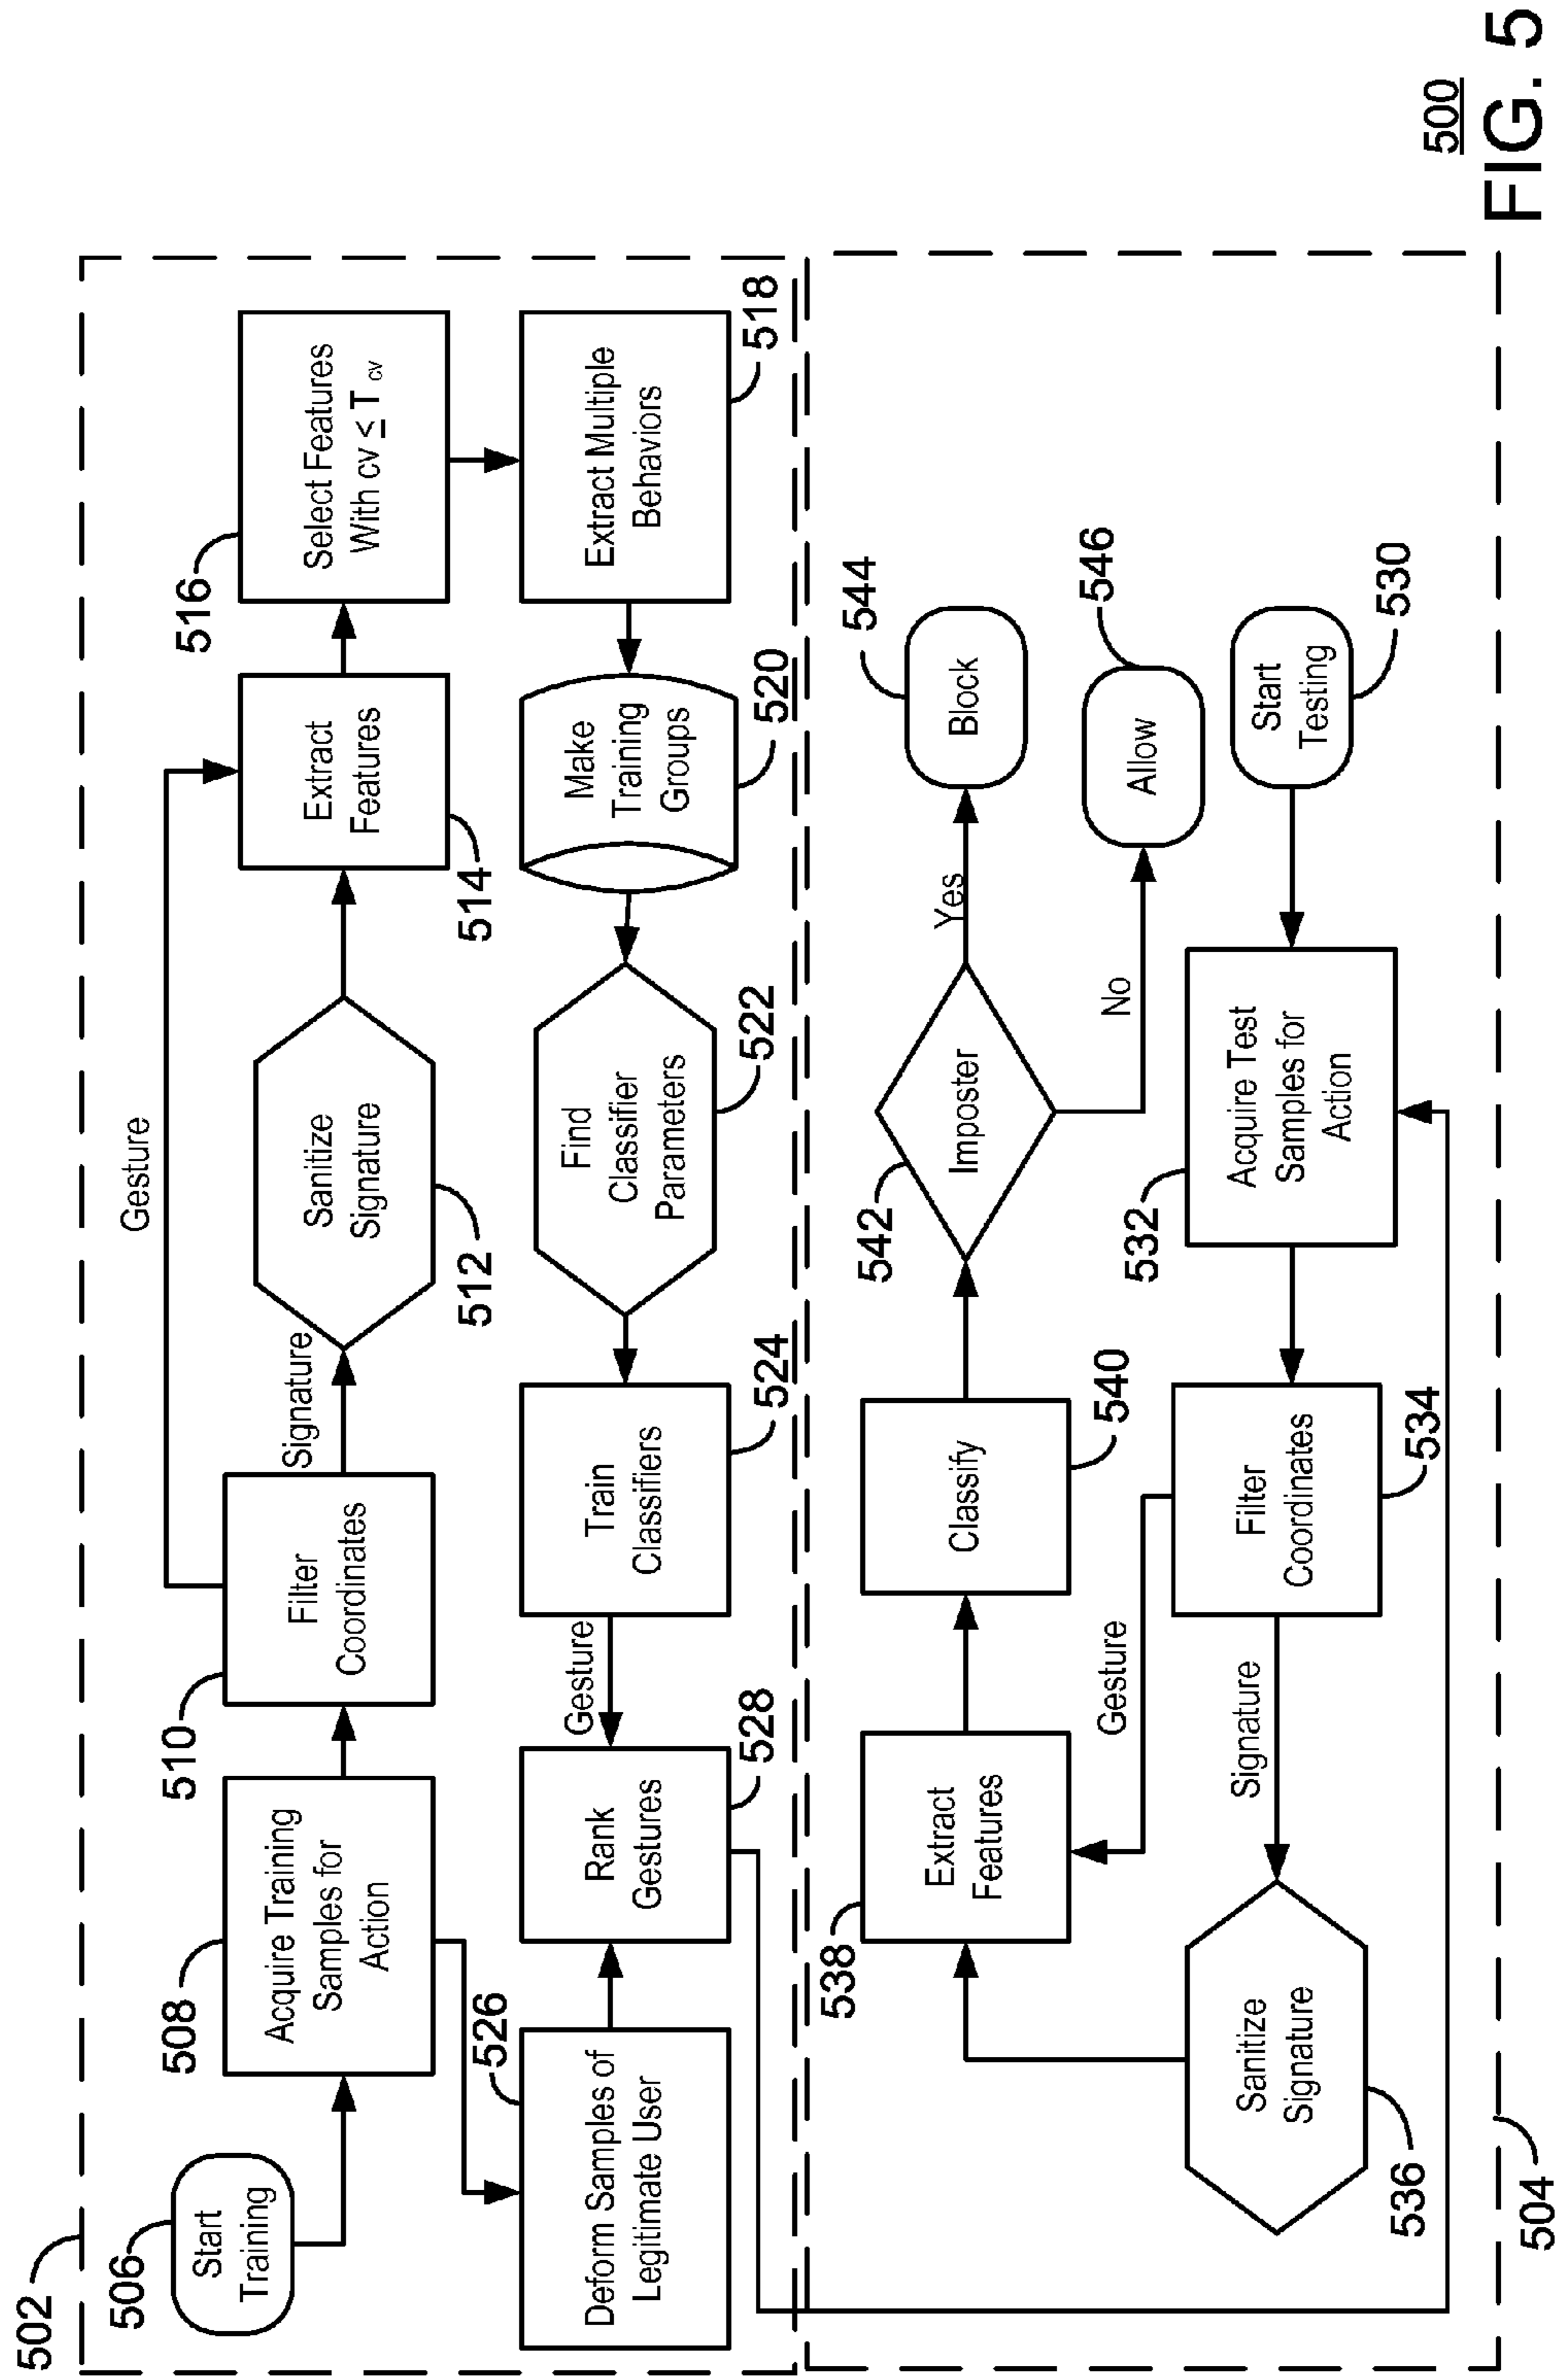 502
506
Start
Training
508
Acquire Training
Samples for
Action
510
Filter
Coordinates
Gesture
Signature
Sanitize
Signature
512
Extract
Features
514
516
Select Features
With cv ≤ T cv
Extract Multiple
Behaviors
518
Make
Training
Groups
520
Find
Classifier
Parameters
522
Train
Classifiers
524
Gesture
Rank
Gestures
528
526
Deform Samples of
Legitimate User
Start
Testing
530
Acquire Test
Samples for
Action
532
Filter
Coordinates
534
Gesture
Signature
Sanitize
Signature
536
538
Extract
Features
Classify
540
542
Imposter
Yes
No
544
Block
546
Allow
504
500
FIG. 5